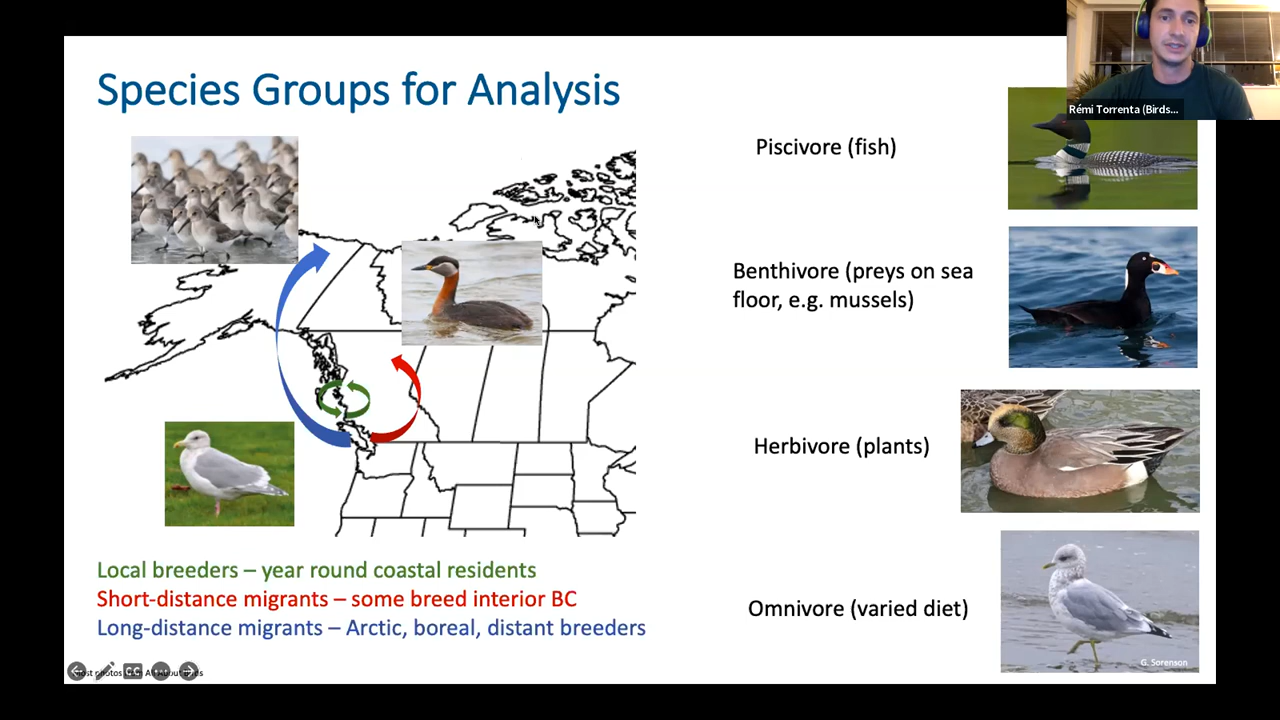 Species Groups for Analysis
Rémi Torrenta (Birds...
Piscivore (fish)
Benthivore (preys on sea
floor, e.g. mussels)
Herbivore (plants)
Omnivore (varied diet)
G. Sorenson
Local breeders – year round coastal residents
Short-distance migrants – some breed interior BC
Long-distance migrants – Arctic, boreal, distant breeders
photos
CC